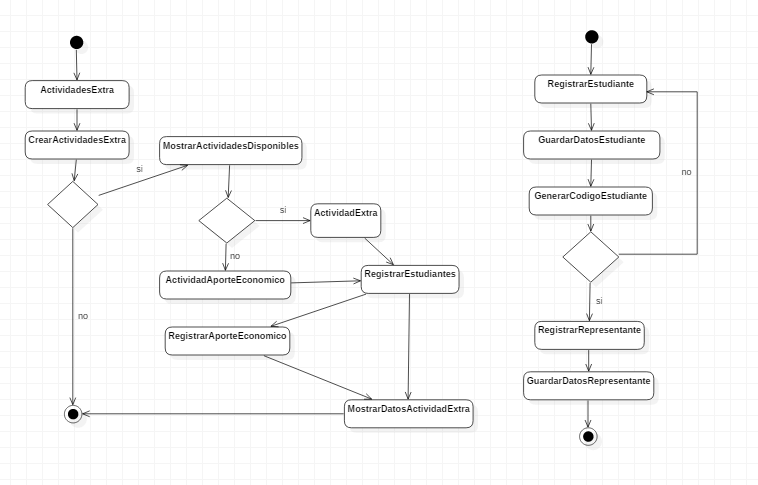 ActividadesExtra
CrearActividadesExtra
si
MostrarActividadesDisponibles
si
ActividadExtra
no
ActividadAporteEconomico
RegistrarEstudiantes
no
RegistrarAporteEconomico
MostrarDatosActividadExtra
RegistrarEstudiante
GuardarDatosEstudiante
no
GenerarCodigoEstudiante
si
RegistrarRepresentante
GuardarDatosRepresentante